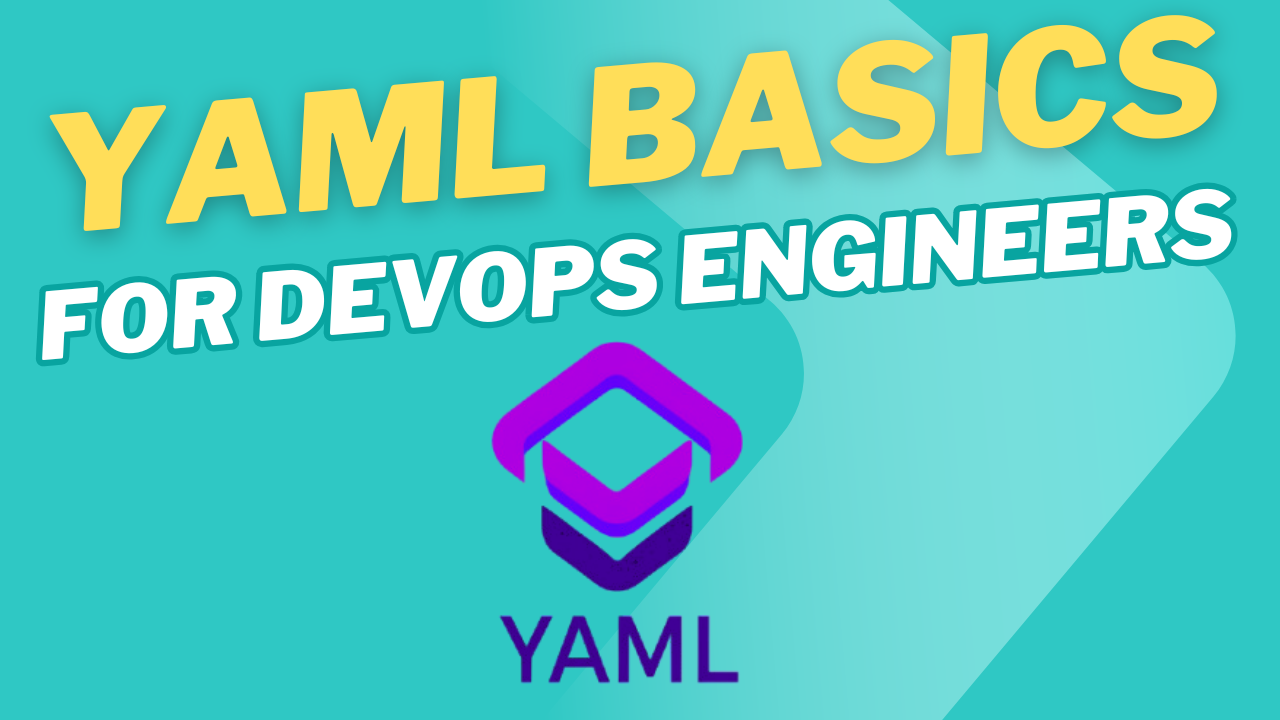 YAML BASICS
FOR DEVOPS ENGINEERS
YAML